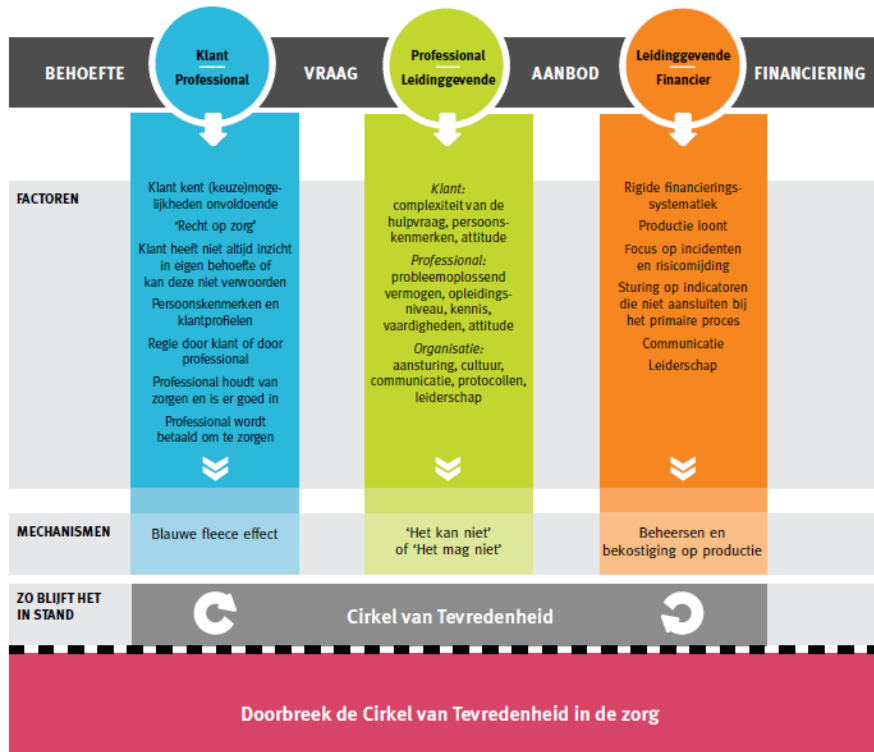 BEHOEFTE
Klant
Professional
VRAAG
Professional
Leidinggevende
AANBOD
Leidinggevende
Financier
FINANCIERING
FACTOREN
Klant kent (keuze)moge-
lijkheden onvoldoende
‘Recht op zorg’
Klant heeft niet altijd inzicht
in eigen behoefte of
kan deze niet verwoorden
Persoonskenmerken en
klantprofielen
Regie door klant of door
professional
Professional houdt van
zorgen en is er goed in
Professional wordt
betaald om te zorgen
Klant:
complexiteit van de
hulpvraag, persoons-
kenmerken, attitude
Professional:
probleemoplossend
vermogen, opleidings-
niveau, kennis,
vaardigheden, attitude
Organisatie:
aansturing, cultuur,
communicatie, protocollen,
leiderschap
Rigide financierings-
systematiek
Productie loont
Focus op incidenten
en risicomijding
Sturing op indicatoren
die niet aansluiten bij
het primaire proces
Communicatie
Leiderschap
MECHANISMEN
Blauwe fleece effect
‘Het kan niet’
of ‘Het mag niet’
Beheersen en
bekostiging op productie
ZO BLIJFT HET
IN STAND
Cirkel van Tevredenheid
Doorbreek de Cirkel van Tevredenheid in de zorg